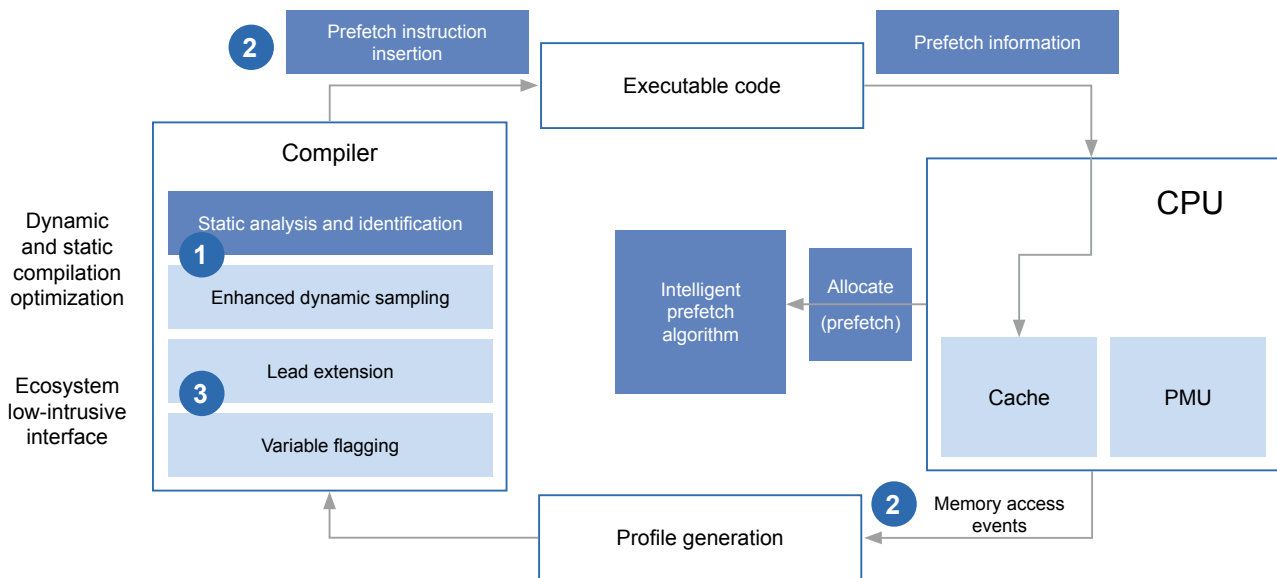 2
Prefetch instruction
insertion
Executable code
Prefetch information
Compiler
Static analysis and identification
1
Enhanced dynamic sampling
Lead extension
3
Variable flagging
Dynamic
and static
compilation
optimization
Ecosystem
low-intrusive
interface
Intelligent
prefetch
algorithm
Allocate
(prefetch)
CPU
Cache
PMU
2
Memory access
events
Profile generation